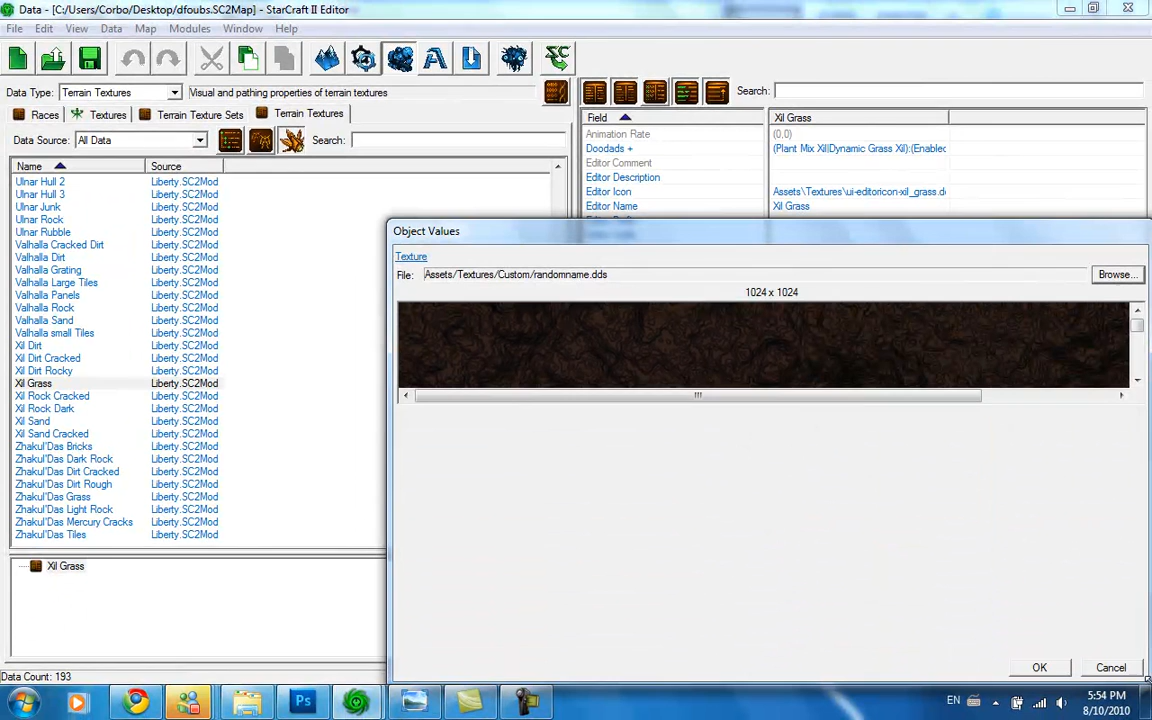 Data - [C:/Users/Corbo/Desktop/dfoubs.SC2Map] - StarCraft II Editor
File Edit View Data Map Modules Window Help
Data Type: Terrain Textures Visual and pathing properties of terrain textures
Search:
Races Textures Terrain Texture Sets Terrain Textures
Data Source: All Data Search:
Name Source
Ulnar Hull 2 Liberty.SC2Mod
Ulnar Hull 3 Liberty.SC2Mod
Ulnar Junk Liberty.SC2Mod
Ulnar Rock Liberty.SC2Mod
Ulnar Rubble Liberty.SC2Mod
Valhalla Cracked Dirt Liberty.SC2Mod
Valhalla Dirt Liberty.SC2Mod
Valhalla Grating Liberty.SC2Mod
Valhalla Large Tiles Liberty.SC2Mod
Valhalla Panels Liberty.SC2Mod
Valhalla Rock Liberty.SC2Mod
Valhalla Sand Liberty.SC2Mod
Valhalla small Tiles Liberty.SC2Mod
Xil Dirt Liberty.SC2Mod
Xil Dirt Cracked Liberty.SC2Mod
Xil Dirt Rocky Liberty.SC2Mod
Xil Grass Liberty.SC2Mod
Xil Rock Cracked Liberty.SC2Mod
Xil Rock Dark Liberty.SC2Mod
Xil Sand Liberty.SC2Mod
Xil Sand Cracked Liberty.SC2Mod
Zhakul'Das Bricks Liberty.SC2Mod
Zhakul'Das Dark Rock Liberty.SC2Mod
Zhakul'Das Dirt Cracked Liberty.SC2Mod
Zhakul'Das Dirt Rough Liberty.SC2Mod
Zhakul'Das Grass Liberty.SC2Mod
Zhakul'Das Light Rock Liberty.SC2Mod
Zhakul'Das Mercury Cracks Liberty.SC2Mod
Zhakul'Das Tiles Liberty.SC2Mod
Xil Grass
Data Count: 193
Field Xil Grass
Animation Rate (0.0)
Doodads + (Plant Mix Xil|Dynamic Grass Xil):(Enabled
Editor Comment
Editor Description
Editor Icon Assets\Textures\ui-editoricon-xil_grass.d
Editor Name Xil Grass
Object Values
Texture
File: Assets/Textures/Custom/randomname.dds Browse...
1024 x 1024
OK Cancel
Ps EN 5:54 PM
8/10/2010